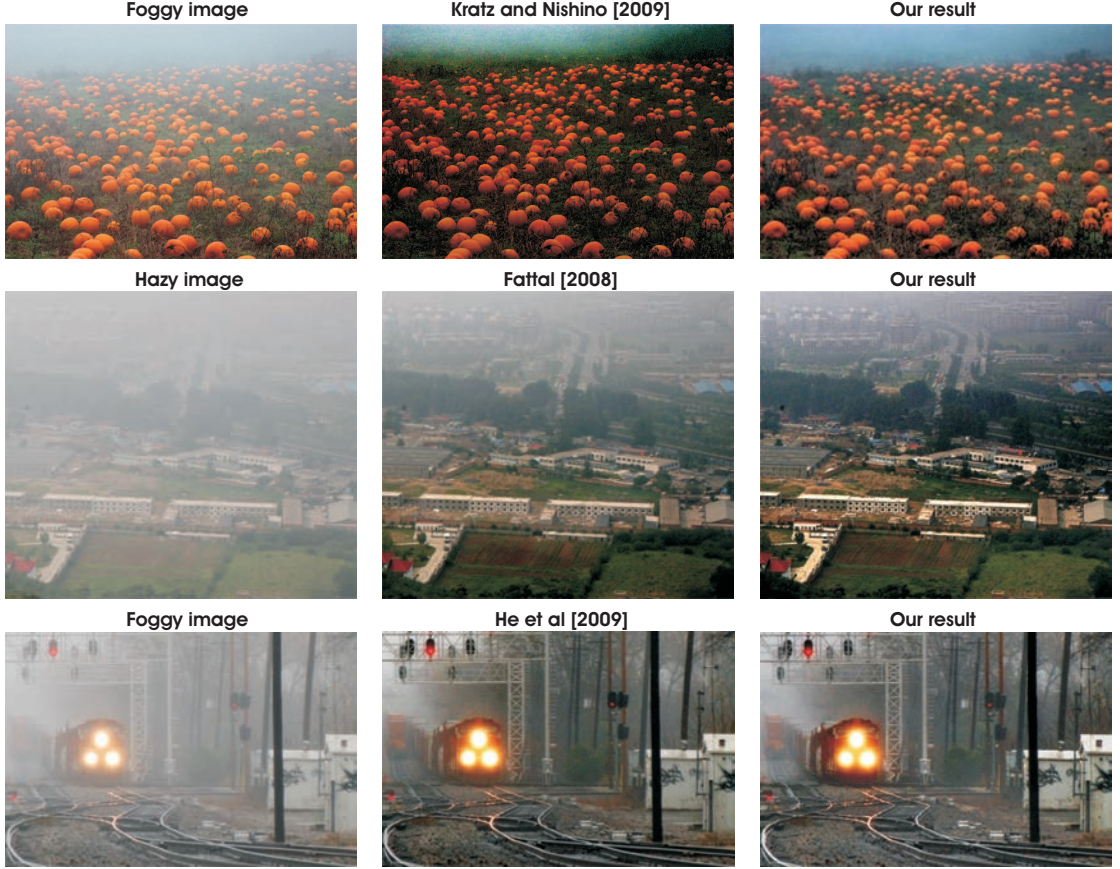 Foggy image
Kratz and Nishino [2009]
Our result
Hazy image
Fattal [2008]
Our result
Foggy image
He et al [2009]
Our result